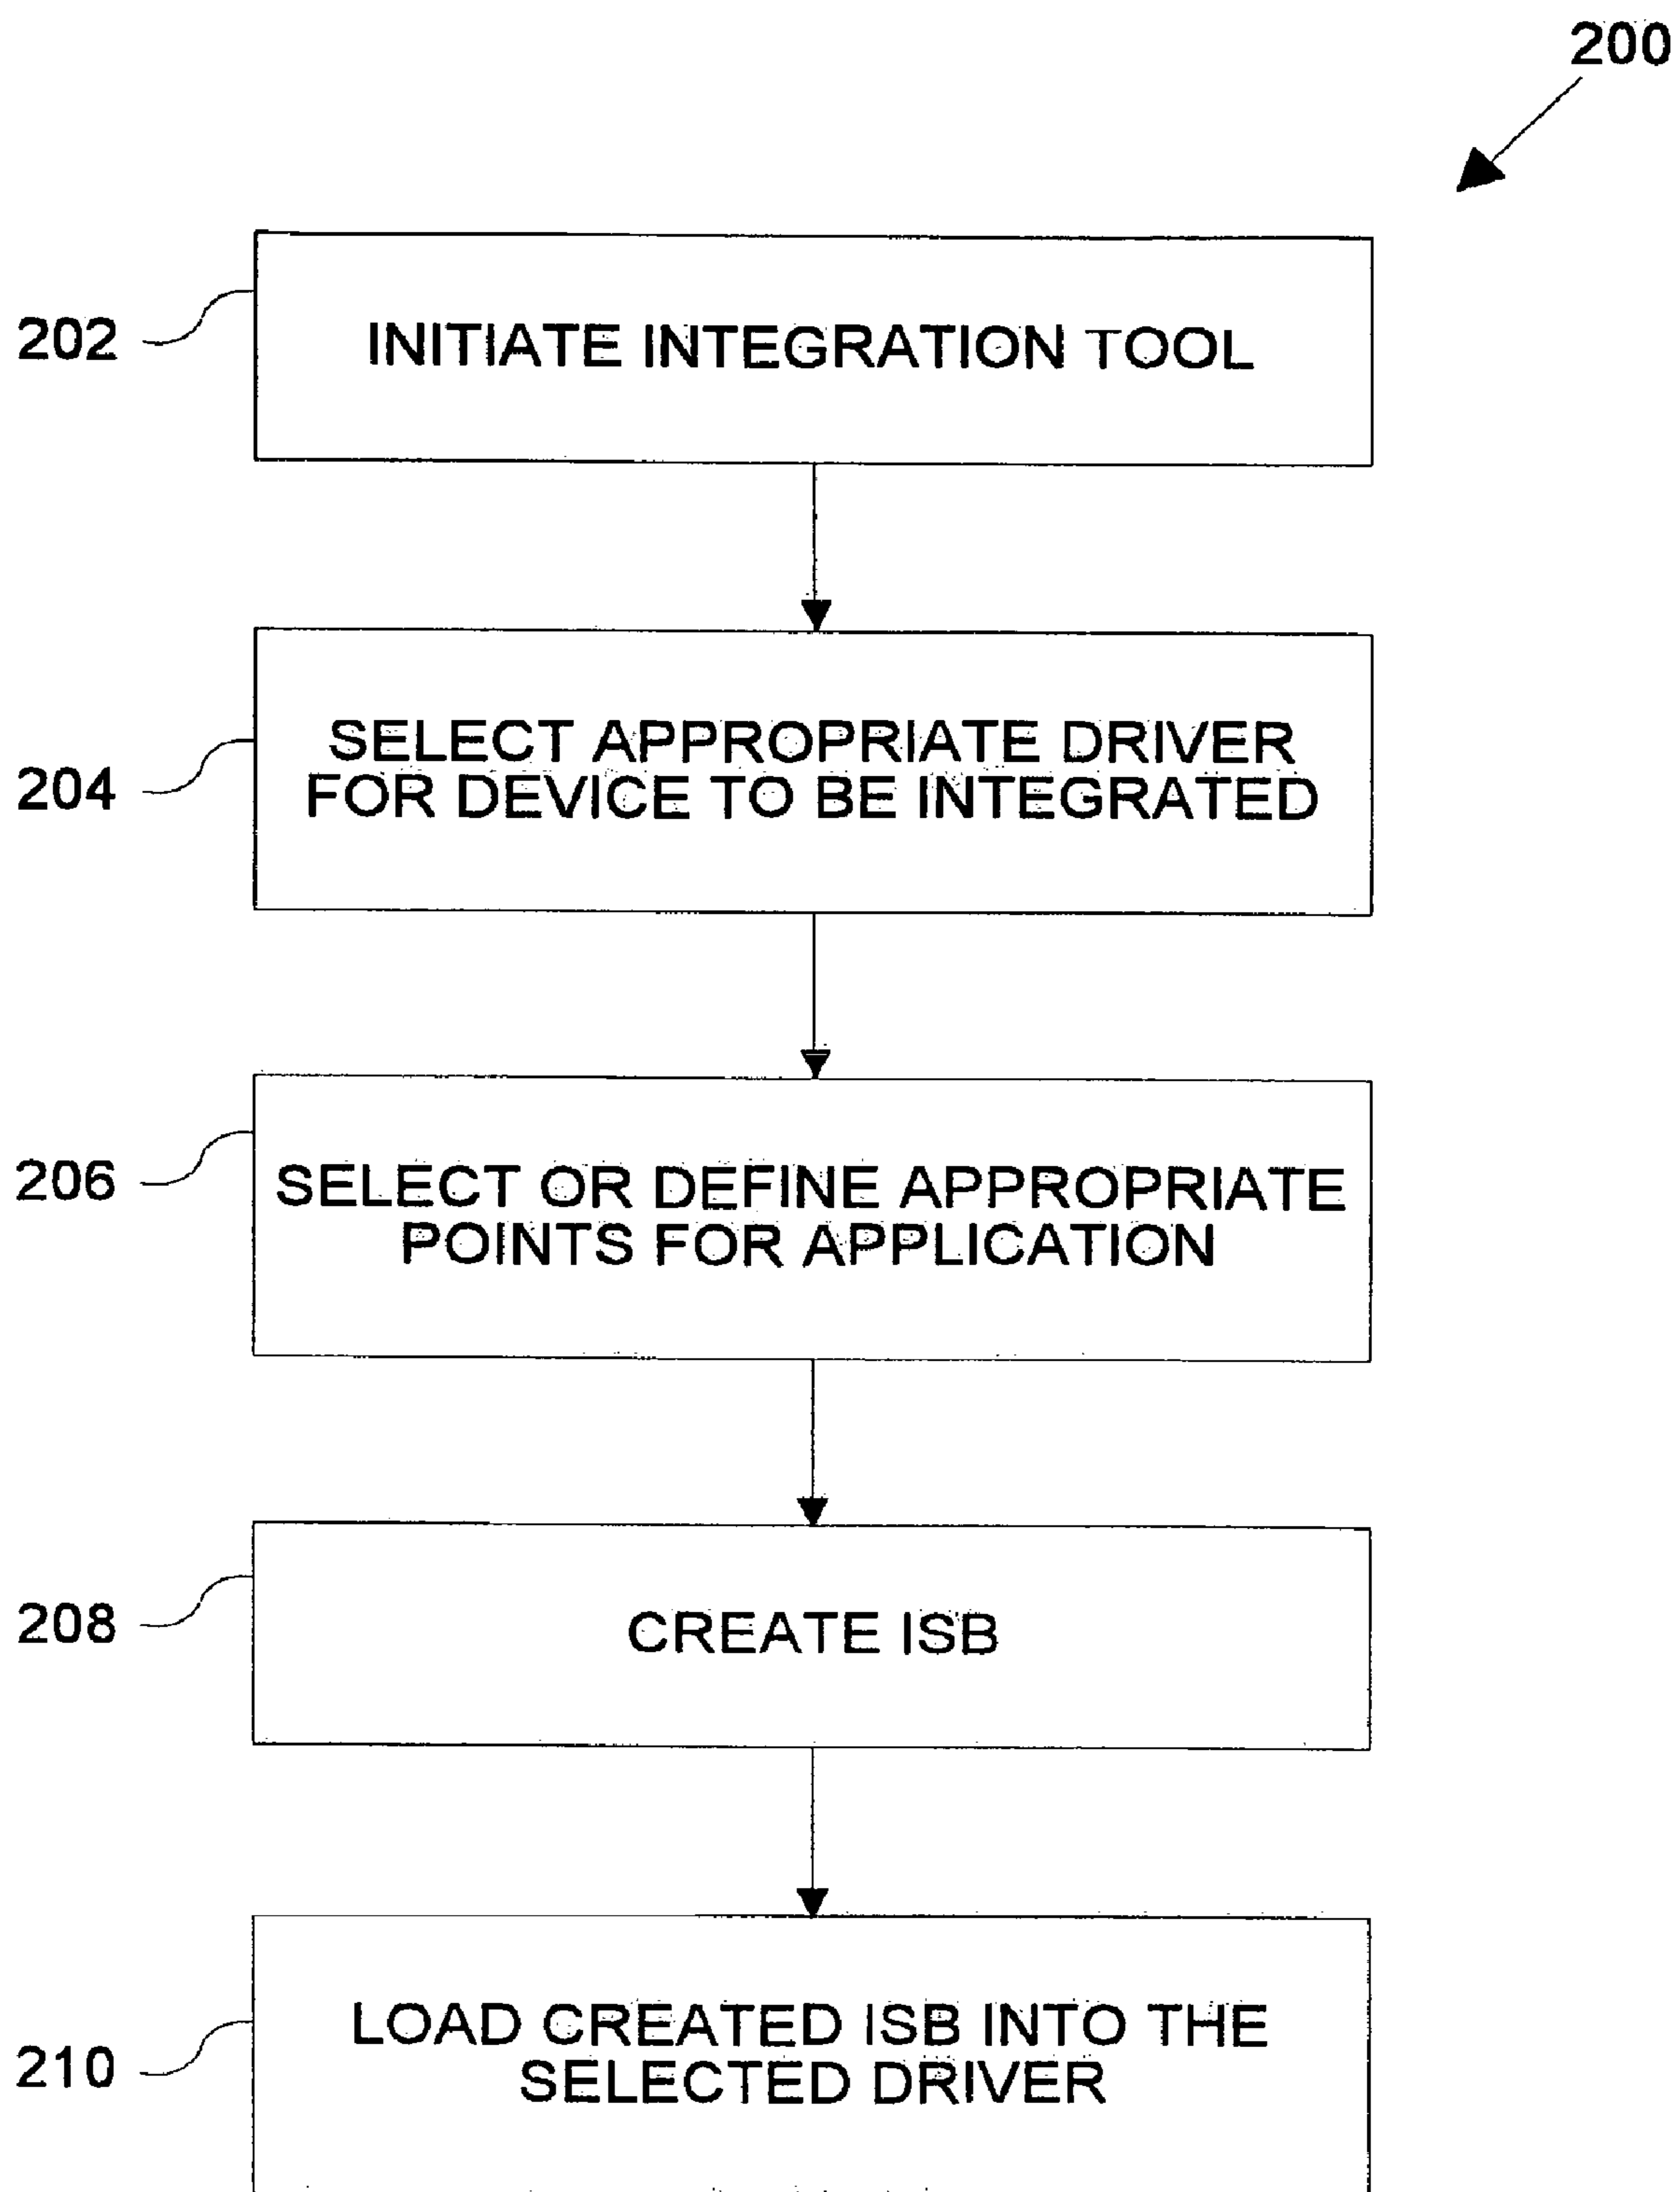 200
202
INITIATE INTEGRATION TOOL
204
SELECT APPROPRIATE DRIVER
FOR DEVICE TO BE INTEGRATED
206
SELECT OR DEFINE APPROPRIATE
POINTS FOR APPLICATION
208
CREATE ISB
210
LOAD CREATED ISB INTO THE
SELECTED DRIVER